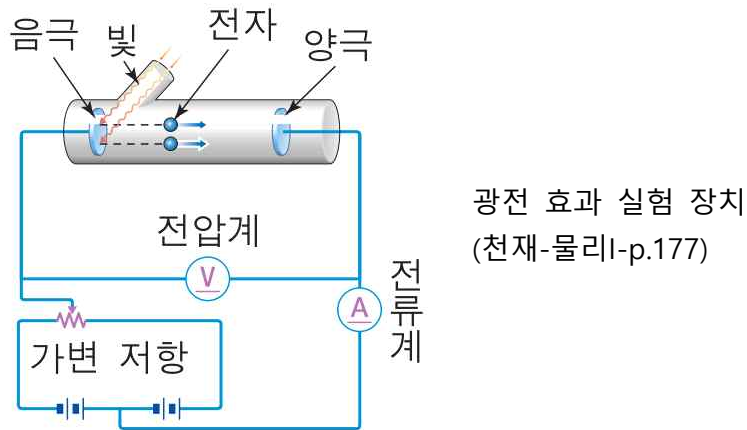 음극 빛 전자 양극
전압계
V
전류계
A
가변 저항
광전 효과 실험 장치
(천재-물리I-p.177)